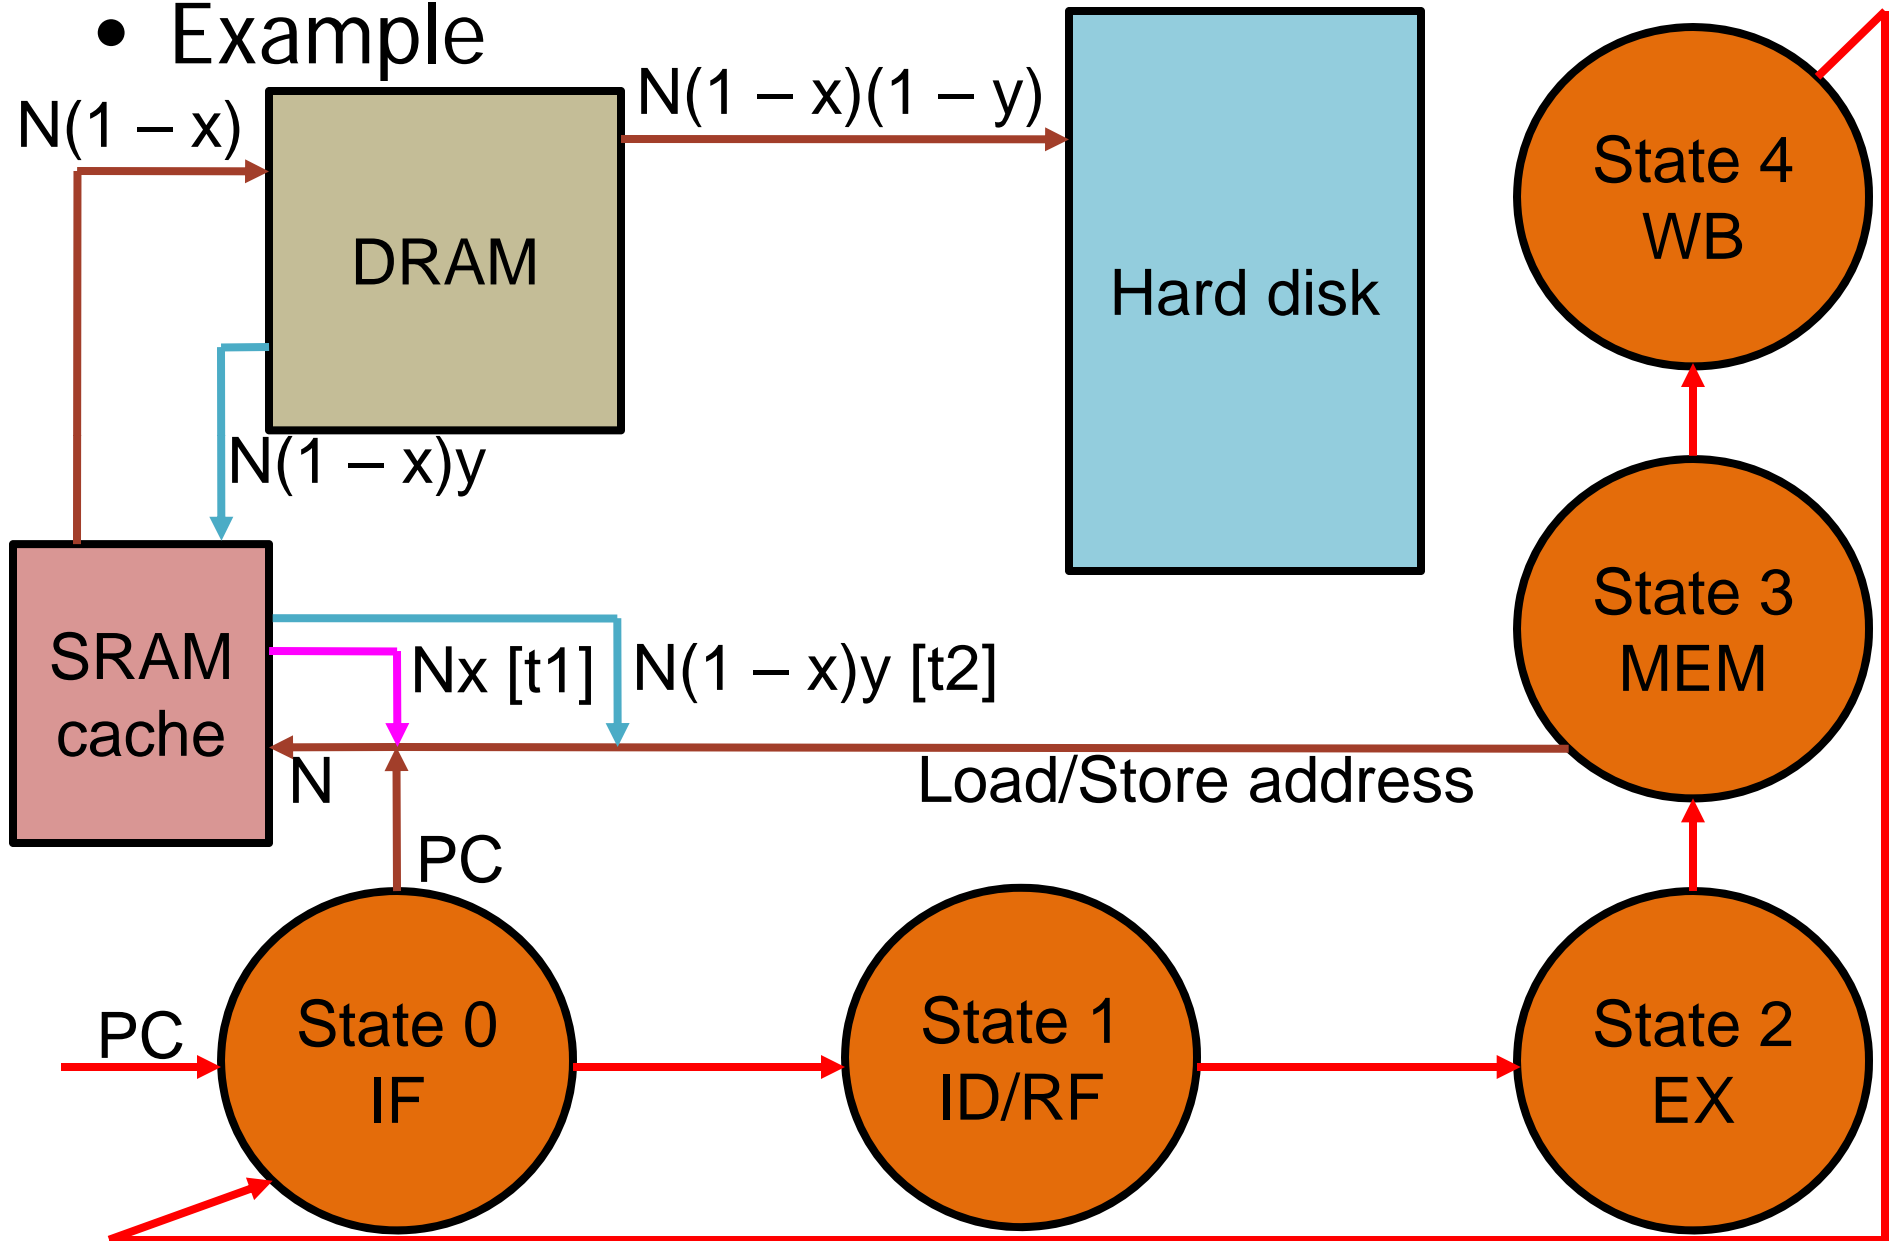 • Example
N(1 – x)
N(1 – x)(1 – y)
DRAM
Hard disk
State 4
WB
N(1 – x)y
State 3
MEM
SRAM
cache
Nx [t1]
N(1 – x)y [t2]
N
Load/Store address
PC
PC
State 0
IF
State 1
ID/RF
State 2
EX